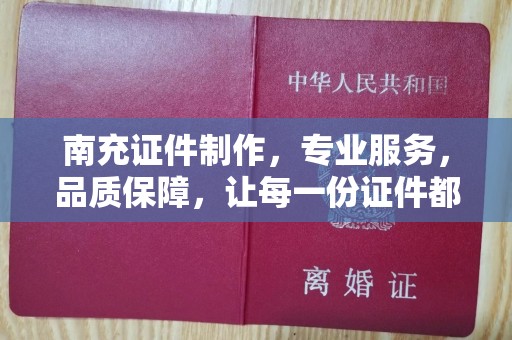 中华人民共和国
南充证件制作，专业服务，
品质保障，让每一份证件都
离婚证